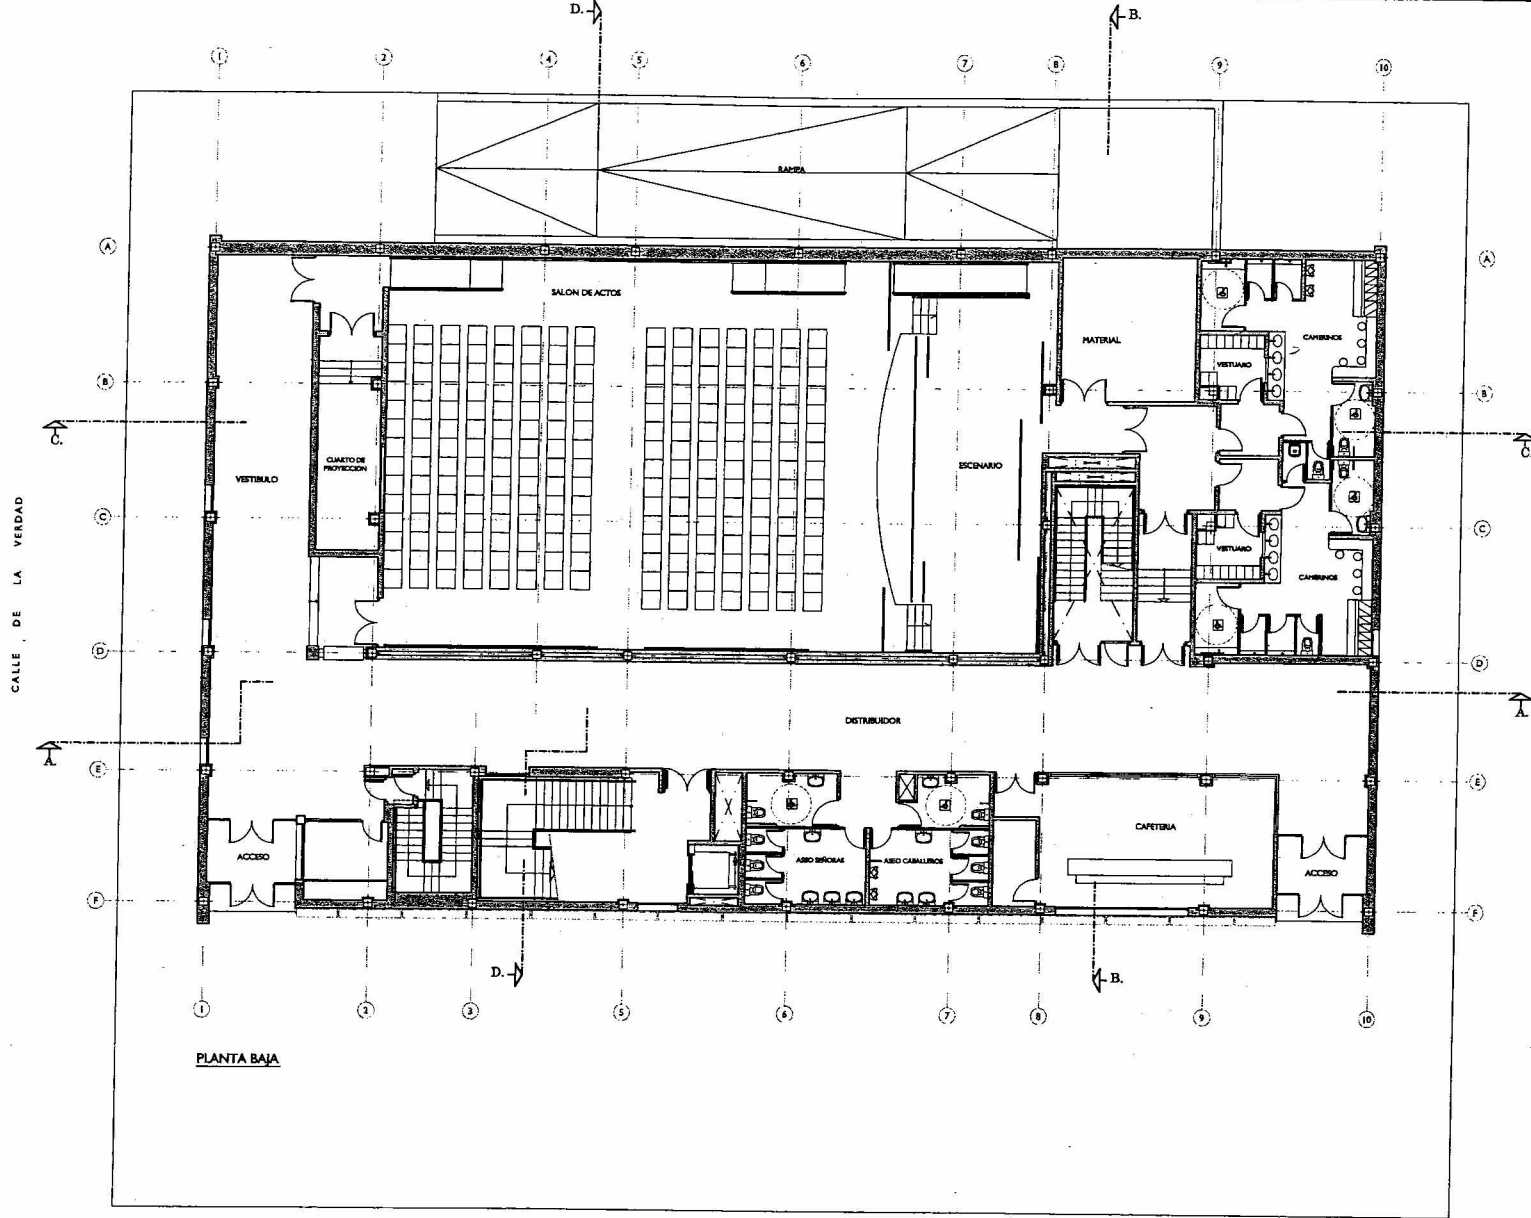 D.
B.
1
2
4
5
6
7
8
9
10
RAMPA
A
A
SALON DE ACTOS
MATERIAL
CAMERINOS
VESTUARIO
B
B
C.
C.
CUARTO DE
PROYECCION
VESTIBULO
ESCENARIO
CALLE DE LA VERDAD
C
C
VESTUARIO
CAMERINOS
D
D
A.
A.
DISTRIBUIDOR
E
E
ACCESO
ASEO SEÑORAS
ASEO CABALLEROS
CAFETERIA
ACCESO
F
F
D.
B.
1
2
3
5
6
7
8
9
10
PLANTA BAJA